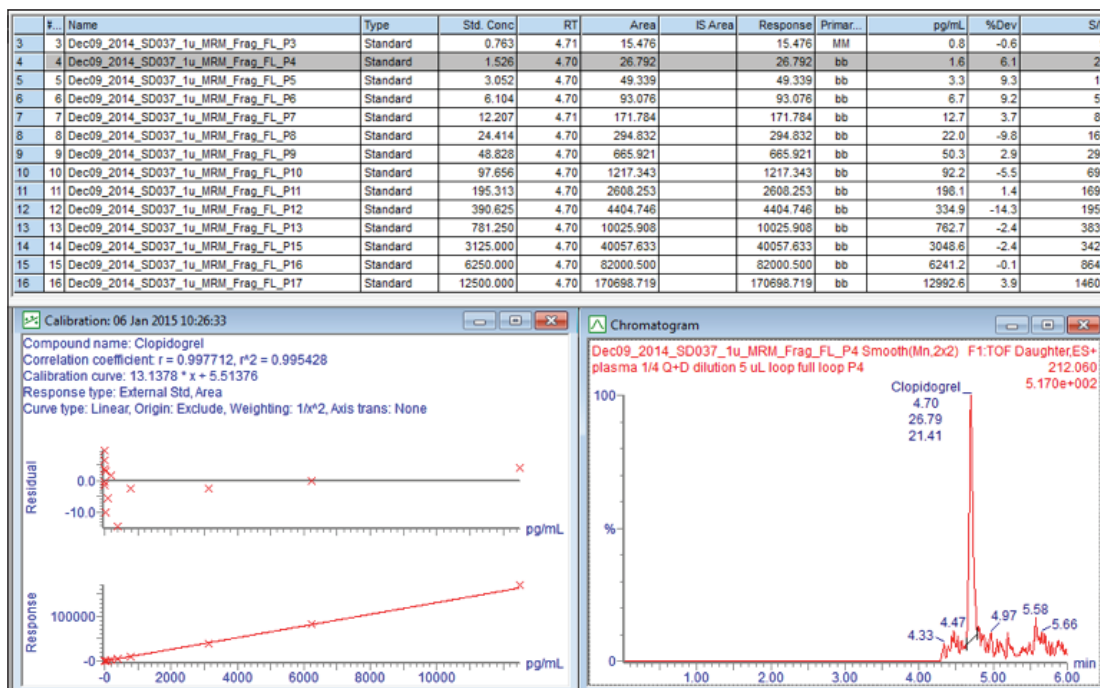 #... Name Type Std. Conc RT Area IS Area Response Primar... pg/mL %Dev S/
3 3 Dec09_2014_SD037_1u_MRM_Frag_FL_P3 Standard 0.763 4.71 15.476 15.476 MM 0.8 -0.6
4 4 Dec09_2014_SD037_1u_MRM_Frag_FL_P4 Standard 1.526 4.70 26.792 26.792 bb 1.6 6.1 2
5 5 Dec09_2014_SD037_1u_MRM_Frag_FL_P5 Standard 3.052 4.70 49.339 49.339 bb 3.3 9.3 1
6 6 Dec09_2014_SD037_1u_MRM_Frag_FL_P6 Standard 6.104 4.70 93.076 93.076 bb 6.7 9.2 5
7 7 Dec09_2014_SD037_1u_MRM_Frag_FL_P7 Standard 12.207 4.71 171.784 171.784 bb 12.7 3.7 8
8 8 Dec09_2014_SD037_1u_MRM_Frag_FL_P8 Standard 24.414 4.70 294.832 294.832 bb 22.0 -9.8 16
9 9 Dec09_2014_SD037_1u_MRM_Frag_FL_P9 Standard 48.828 4.70 665.921 665.921 bb 50.3 2.9 29
10 10 Dec09_2014_SD037_1u_MRM_Frag_FL_P10 Standard 97.656 4.70 1217.343 1217.343 bb 92.2 -5.5 69
11 11 Dec09_2014_SD037_1u_MRM_Frag_FL_P11 Standard 195.313 4.70 2608.253 2608.253 bb 198.1 1.4 169
12 12 Dec09_2014_SD037_1u_MRM_Frag_FL_P12 Standard 390.625 4.70 4404.746 4404.746 bb 334.9 -14.3 195
13 13 Dec09_2014_SD037_1u_MRM_Frag_FL_P13 Standard 781.250 4.70 10025.908 10025.908 bb 762.7 -2.4 383
14 14 Dec09_2014_SD037_1u_MRM_Frag_FL_P15 Standard 3125.000 4.70 40057.633 40057.633 bb 3048.6 -2.4 342
15 15 Dec09_2014_SD037_1u_MRM_Frag_FL_P16 Standard 6250.000 4.70 82000.500 82000.500 bb 6241.2 -0.1 864
16 16 Dec09_2014_SD037_1u_MRM_Frag_FL_P17 Standard 12500.000 4.70 170698.719 170698.719 bb 12992.6 3.9 1460
Calibration: 06 Jan 2015 10:26:33
Compound name: Clopidogrel
Correlation coefficient: r = 0.997712, r^2 = 0.995428
Calibration curve: 13.1378 * x + 5.51376
Response type: External Std, Area
Curve type: Linear, Origin: Exclude, Weighting: 1/x^2, Axis trans: None
Residual
0.0
-10.0
pg/mL
Response
100000
-0
pg/mL
-0 2000 4000 6000 8000 10000
Chromatogram
Dec09_2014_SD037_1u_MRM_Frag_FL_P4 Smooth(Mn,2x2) F1:TOF Daughter,ES+
plasma 1/4 Q+D dilution 5 uL loop full loop P4 212.060
5.170e+002
Clopidogrel
4.70
26.79
21.41
100
%
0
4.33
4.47
4.97
5.58
5.66
min
1.00 2.00 3.00 4.00 5.00 6.00